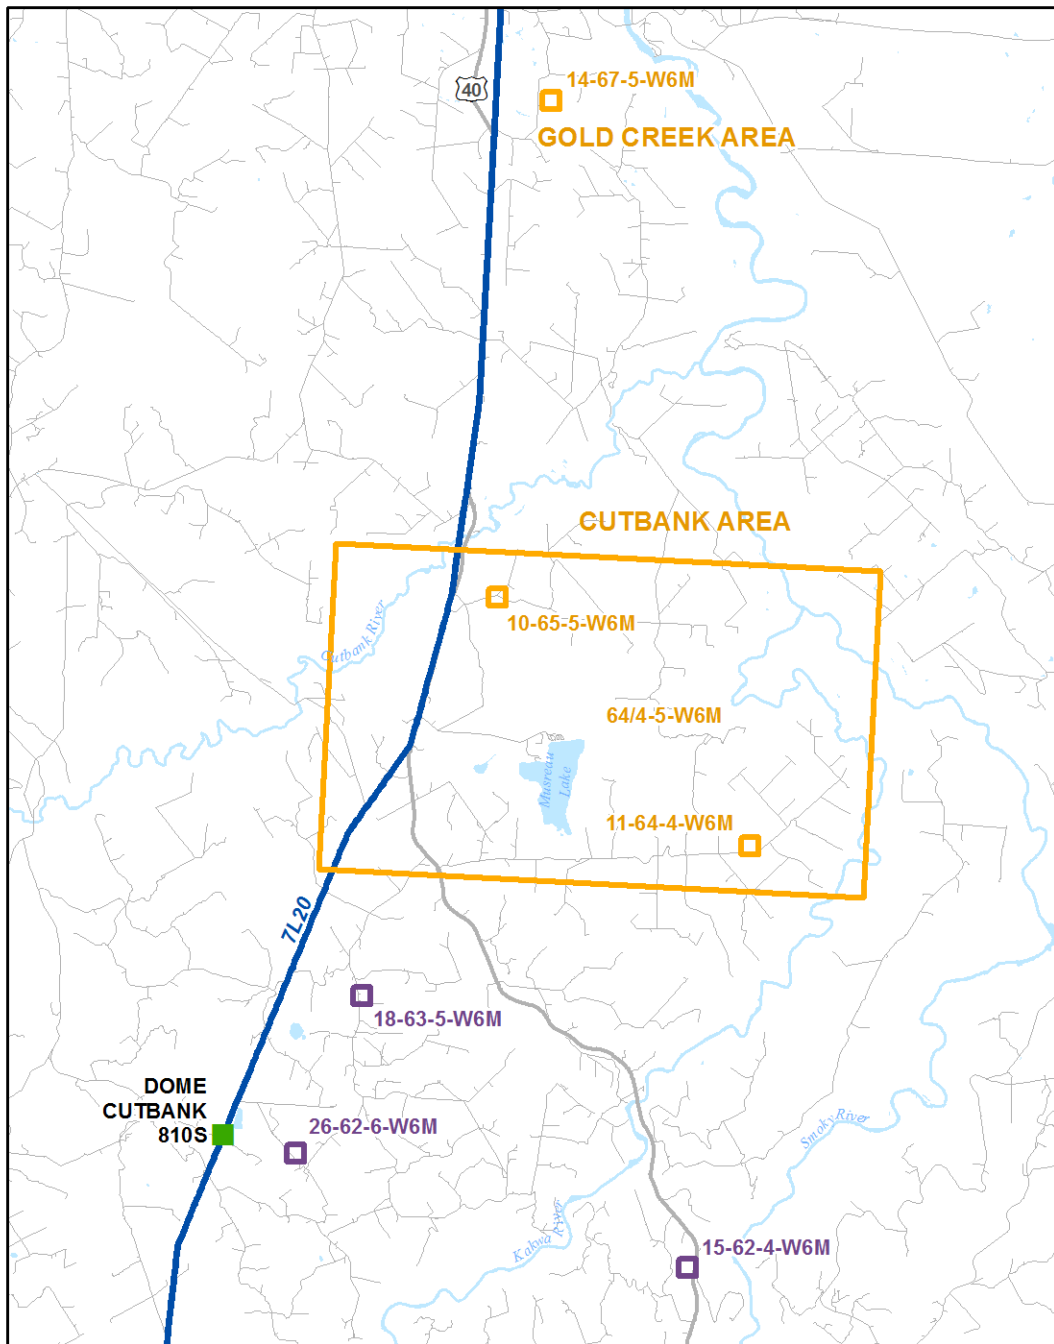 14-67-5-W6M
40
GOLD CREEK AREA
CUTBANK AREA
10-65-5-W6M
Cutbank River
64/4-5-W6M
Musreau
Lake
11-64-4-W6M
7L20
18-63-5-W6M
DOME
CUTBANK
810S
26-62-6-W6M
Smoky River
Kakwa River
15-62-4-W6M